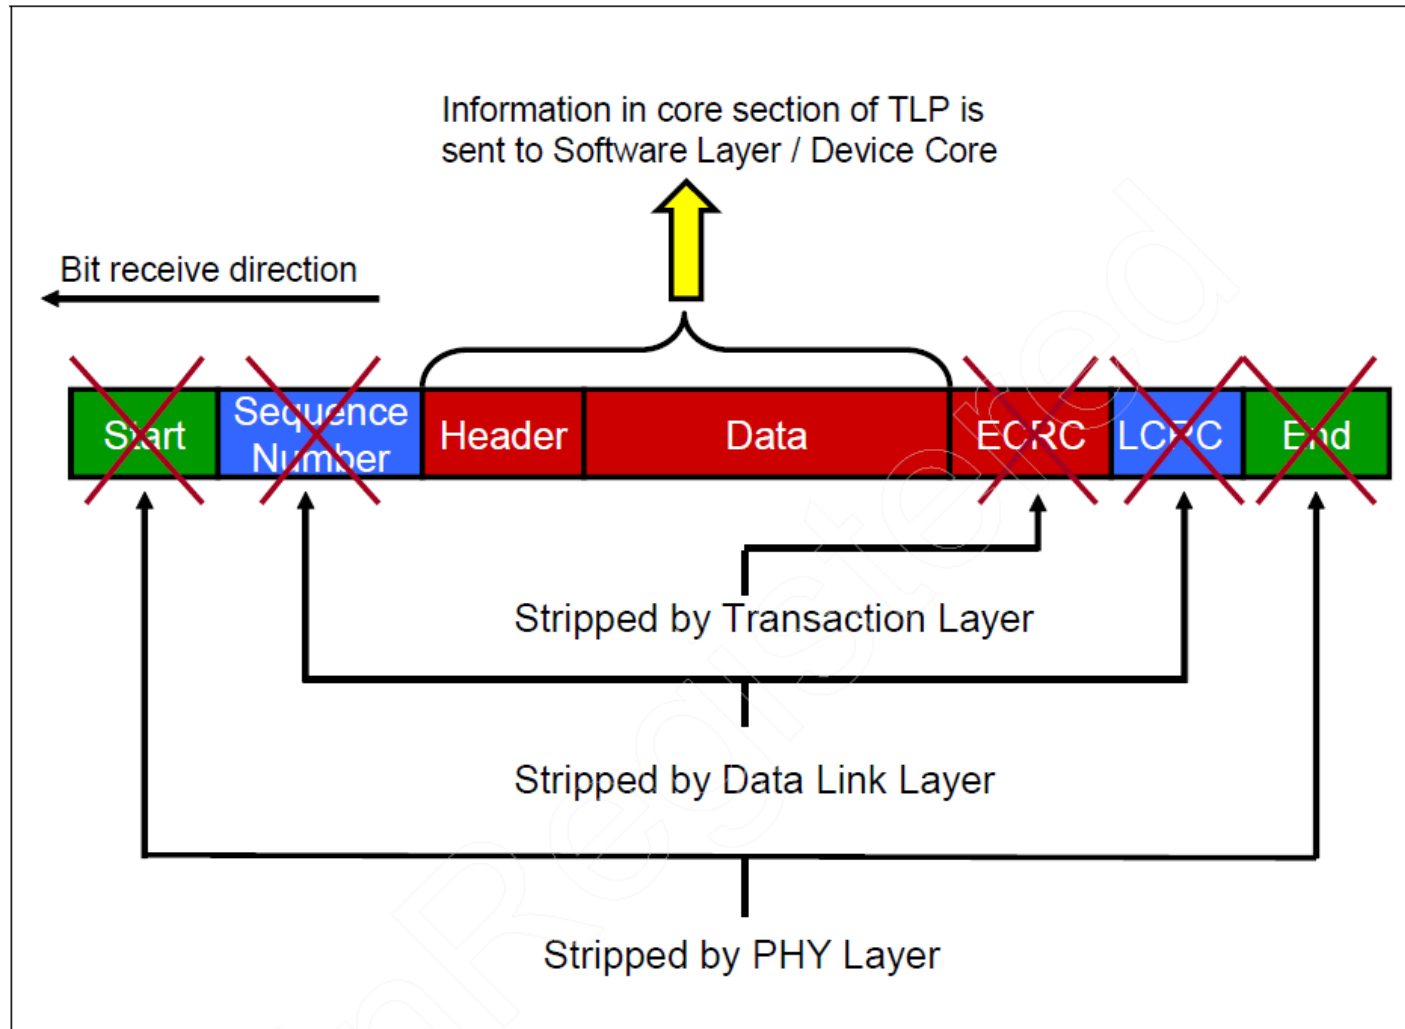 Information in core section of TLP is
sent to Software Layer / Device Core
Bit receive direction
Start
Sequence
Number
Header
Data
ECRC
LCRC
End
Stripped by Transaction Layer
Stripped by Data Link Layer
Stripped by PHY Layer
nRegistered